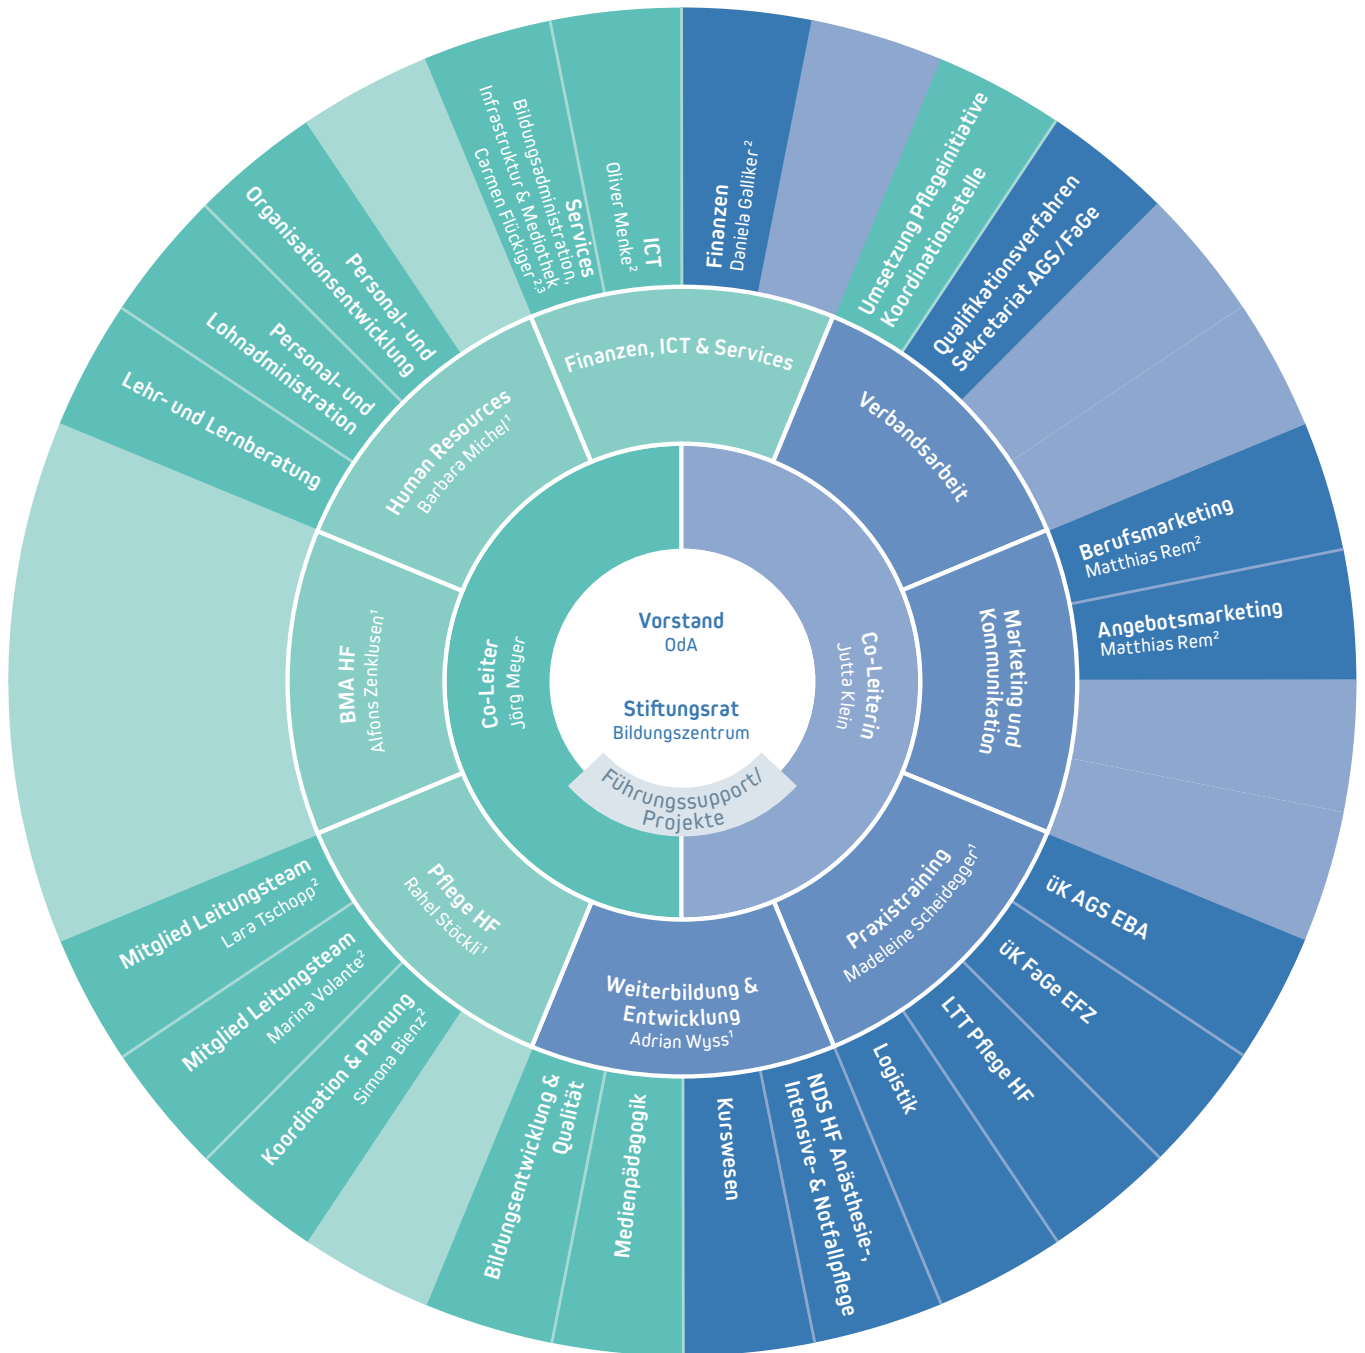 Vorstand
OdA
Stiftungsrat
Bildungszentrum
Führungssupport/
Projekte
Co-Leiter
Jörg Meyer
Co-Leiterin
Jutta Klein
Finanzen, ICT & Services
Verbandsarbeit
Marketing und
Kommunikation
Praxistraining
Madeleine Scheidegger¹
Weiterbildung &
Entwicklung
Adrian Wyss¹
Pflege HF
Rahel Stöckli¹
BMA HF
Alfons Zenklusen¹
Human Resources
Barbara Michel¹
Finanzen
Daniela Galliker²
Umsetzung Pflegeinitiative
Koordinationsstelle
Qualifikationsverfahren
Sekretariat AGS/FaGe
Berufsmarketing
Matthias Rem²
Angebotsmarketing
Matthias Rem²
üK AGS EBA
üK FaGe EFZ
LTT Pflege HF
Logistik
NDS HF Anästhesie-,
Intensive- & Notfallpflege
Kurswesen
Medienpädagogik
Bildungsentwicklung &
Qualität
Koordination & Planung
Simona Bienz²
Mitglied Leitungsteam
Marina Volante²
Mitglied Leitungsteam
Lara Tschopp²
Lehr- und Lernberatung
Personal- und
Lohnadministration
Personal- und
Organisationsentwicklung
Services
Bildungsadministration,
Infrastruktur & Mediothek
Carmen Flückiger²,³
ICT
Oliver Menke²